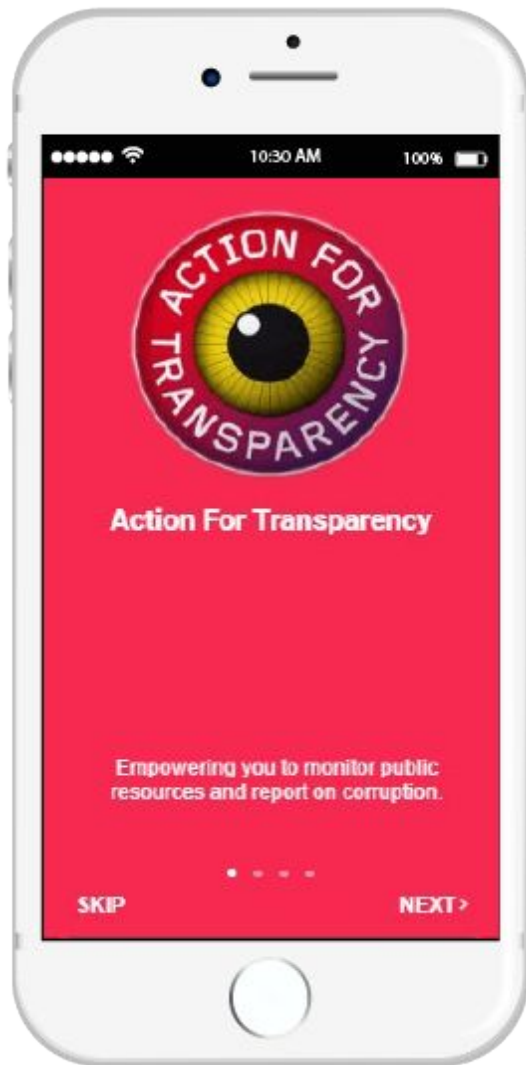 10:30 AM
100%
ACTION FOR
TRANSPARENCY
Action For Transparency
Empowering you to monitor public
resources and report on corruption.
SKIP
NEXT>